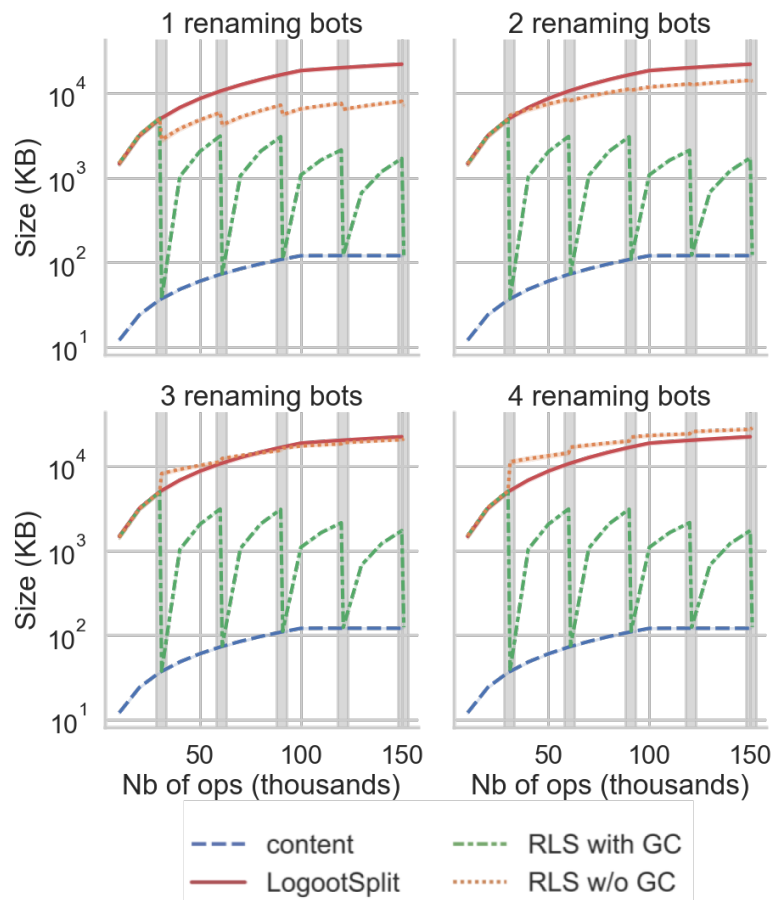 1 renaming bots
2 renaming bots
Size (KB)
10^4
10^3
10^2
10^1
3 renaming bots
4 renaming bots
Size (KB)
10^4
10^3
10^2
10^1
50 100 150
50 100 150
Nb of ops (thousands)
Nb of ops (thousands)
content
LogootSplit
RLS with GC
RLS w/o GC